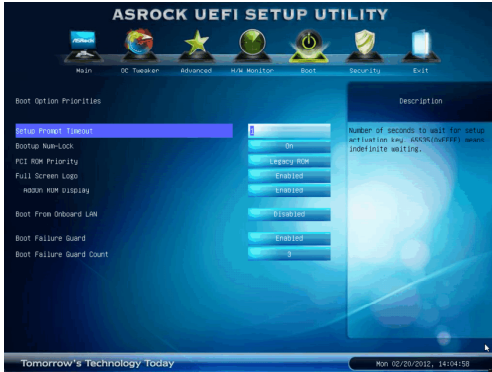 ASROCK UEFI SETUP UTILITY
Main OC Tweaker Advanced H/W Monitor Boot Security Exit
Boot Option Priorities
Description
Setup Prompt Timeout 1
Number of seconds to wait for setup
activation key. 65535(0xFFFF) means
indefinite waiting.
Bootup Num-Lock On
PCI ROM Priority Legacy ROM
Full Screen Logo Enabled
AddOn ROM Display Enabled
Boot From Onboard LAN Disabled
Boot Failure Guard Enabled
Boot Failure Guard Count 3
Tomorrow's Technology Today
Mon 02/20/2012, 14:04:58